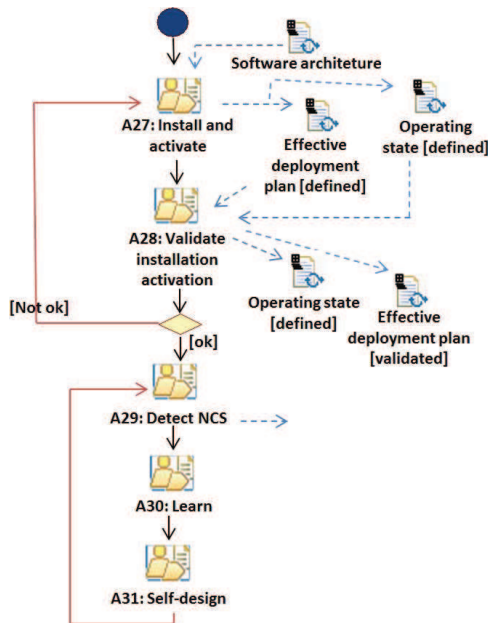 Software architeture
A27: Install and
activate
Effective
deployment
plan [defined]
Operating
state [defined]
A28: Validate
installation
activation
Operating state
[defined]
Effective
deployment plan
[validated]
[Not ok]
[ok]
A29: Detect NCS
A30: Learn
A31: Self-design